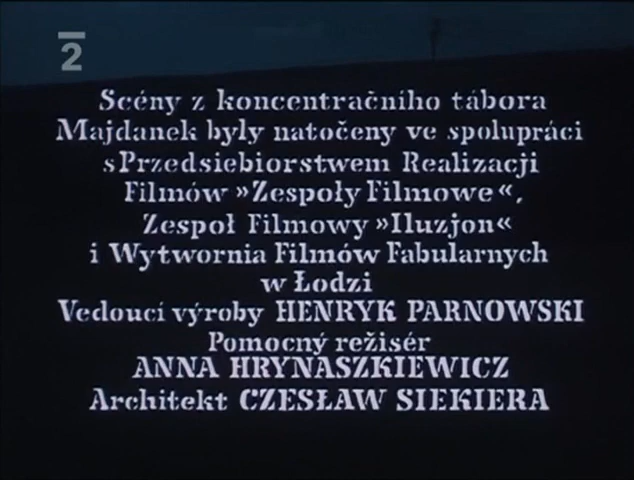 2
Scény z koncentračního tábora
Majdanek byly natočeny ve spolupráci
s Przedsiebiorstwem Realizacji
Filmów »Zespoły Filmowe«,
Zespoł Filmowy »Iluzjon«
i Wytwornia Filmów Fabularnych
w Łodzi
Vedoucí výroby HENRYK PARNOWSKI
Pomocný režisér
ANNA HRYNASZKIEWICZ
Architekt CZESŁAW SIEKIERA